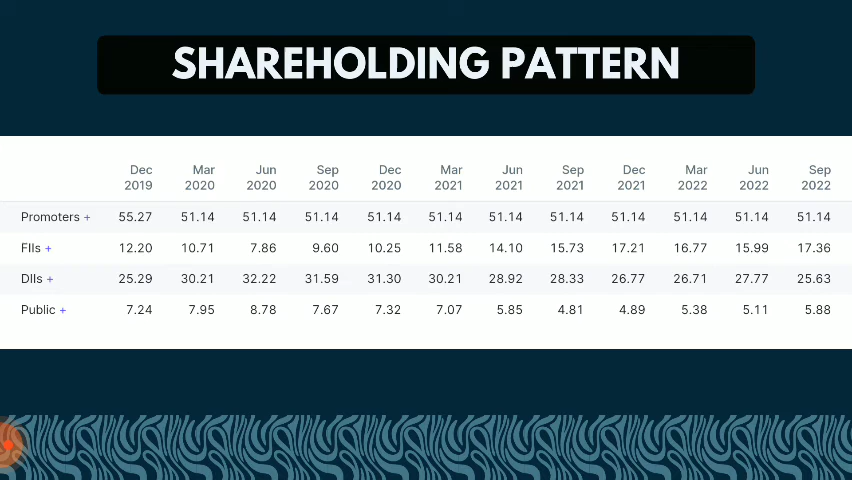 SHAREHOLDING PATTERN
Dec Mar Jun Sep Dec Mar Jun Sep Dec Mar Jun Sep
2019 2020 2020 2020 2020 2021 2021 2021 2021 2022 2022 2022
Promoters + 55.27 51.14 51.14 51.14 51.14 51.14 51.14 51.14 51.14 51.14 51.14 51.14
FIIs + 12.20 10.71 7.86 9.60 10.25 11.58 14.10 15.73 17.21 16.77 15.99 17.36
DIIs + 25.29 30.21 32.22 31.59 31.30 30.21 28.92 28.33 26.77 26.71 27.77 25.63
Public + 7.24 7.95 8.78 7.67 7.32 7.07 5.85 4.81 4.89 5.38 5.11 5.88